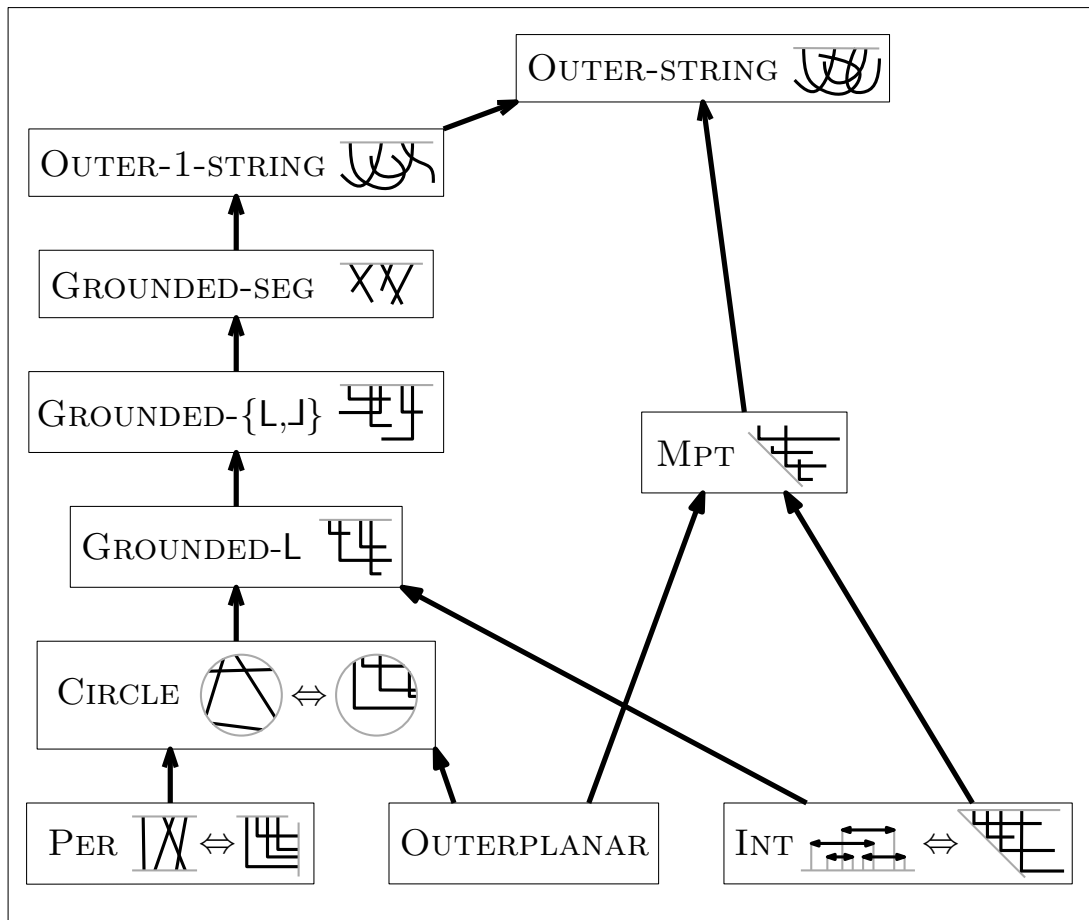 OUTER-STRING
OUTER-1-STRING
GROUNDED-SEG
GROUNDED-{L,⅃}
MPT
GROUNDED-L
CIRCLE ⇔
PER ⇔
OUTERPLANAR
INT ⇔